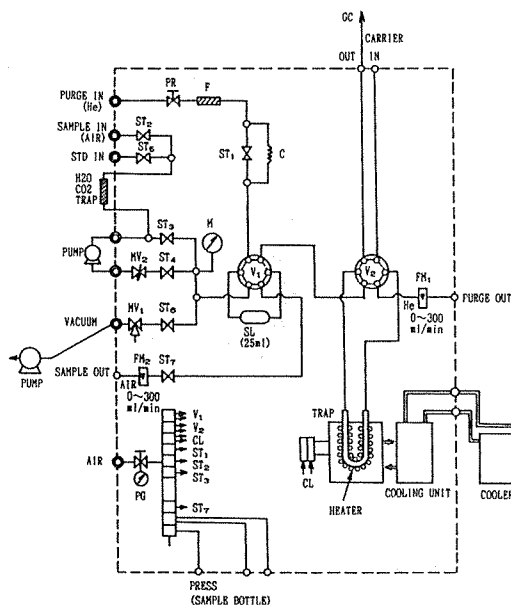 GC
CARRIER
OUT IN
PURGE IN
(He)
PR
F
SAMPLE IN
(AIR)
ST2
STD IN
ST6
ST1
C
H2O
CO2
TRAP
ST3
M
PUMP
MV2
ST4
V1
V2
FM1
He
0～300
ml/min
PURGE OUT
VACUUM
MV1
ST6
SL
(25ml)
PUMP
SAMPLE OUT
FM2
ST7
AIR
0～300
ml/min
TRAP
V1
V2
CL
ST1
ST2
ST3
AIR
PG
ST7
CL
HEATER
COOLING UNIT
COOLER
PRESS
(SAMPLE BOTTLE)